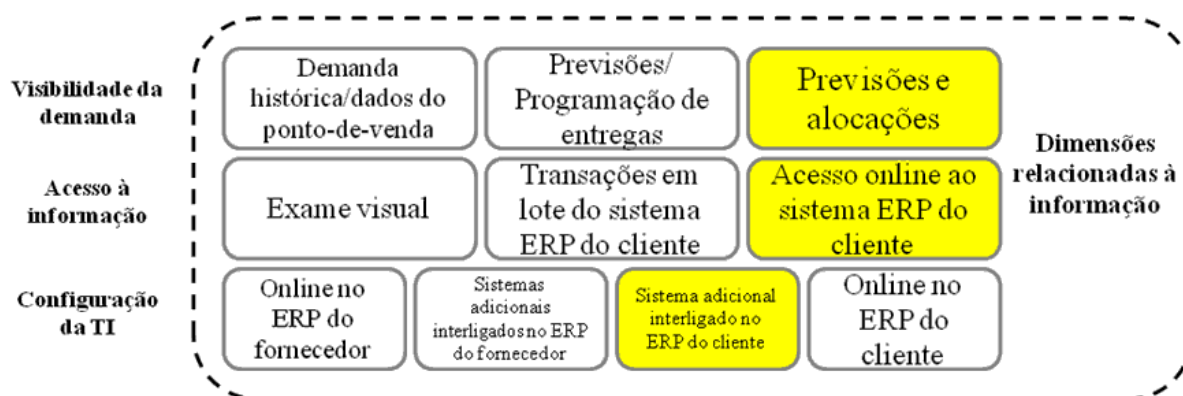 Visibilidade da
demanda
Demanda
histórica/dados do
ponto-de-venda
Previsões/
Programação de
entregas
Previsões e
alocações
Acesso à
informação
Exame visual
Transações em
lote do sistema
ERP do cliente
Acesso online ao
sistema ERP do
cliente
Configuração
da TI
Online no
ERP do
fornecedor
Sistemas
adicionais
interligados no ERP
do fornecedor
Sistema adicional
interligado no
ERP do cliente
Online no
ERP do
cliente
Dimensões
relacionadas à
informação